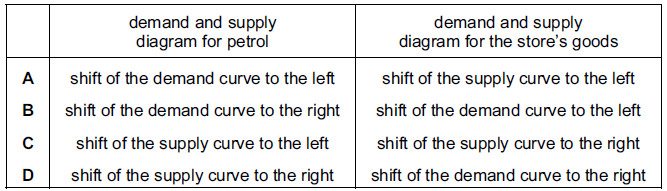 demand and supply diagram for petrol
demand and supply diagram for the store's goods
A shift of the demand curve to the left shift of the supply curve to the left
B shift of the demand curve to the right shift of the demand curve to the left
C shift of the supply curve to the left shift of the supply curve to the right
D shift of the supply curve to the right shift of the demand curve to the right